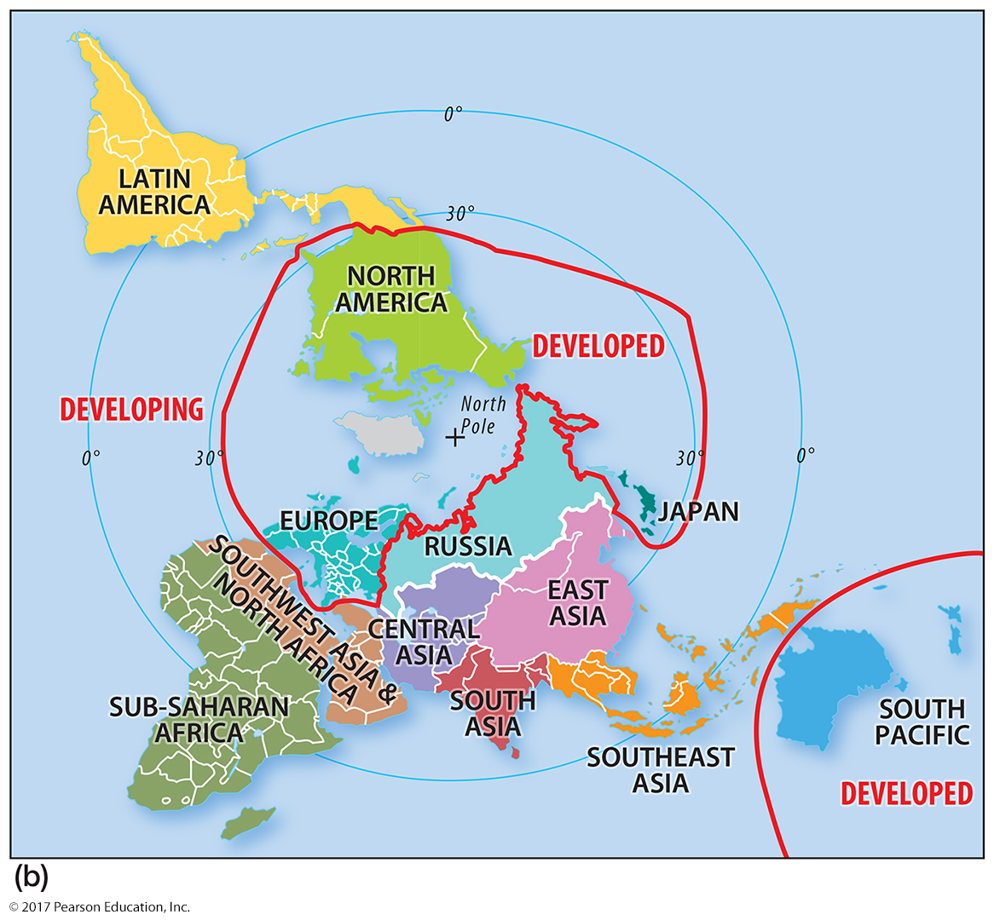 0°
LATIN
AMERICA
30°
NORTH
AMERICA
DEVELOPED
DEVELOPING
North
Pole
0°
30°
30°
0°
EUROPE
JAPAN
RUSSIA
SOUTHWEST ASIA &
NORTH AFRICA
EAST
ASIA
CENTRAL
ASIA
SUB-SAHARAN
AFRICA
SOUTH
ASIA
SOUTH
PACIFIC
SOUTHEAST
ASIA
DEVELOPED
(b)
© 2017 Pearson Education, Inc.